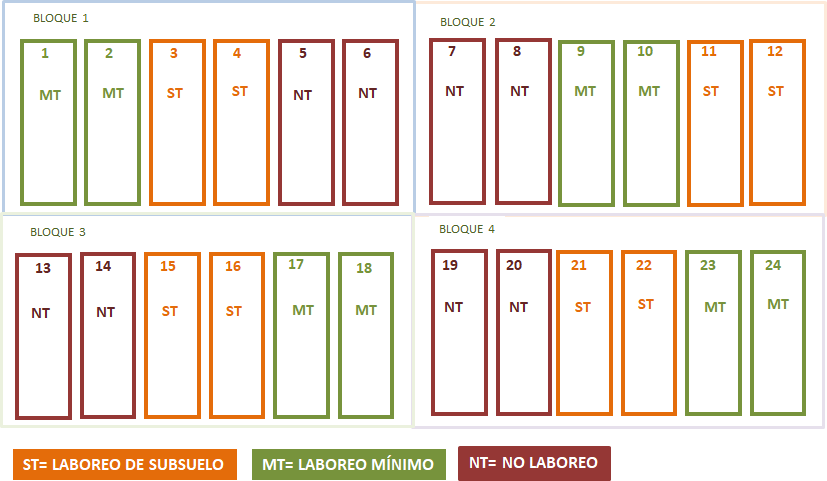 BLOQUE 1
1 2 3 4 5 6
MT MT ST ST NT NT
BLOQUE 2
7 8 9 10 11 12
NT NT MT MT ST ST
BLOQUE 3
13 14 15 16 17 18
NT NT ST ST MT MT
BLOQUE 4
19 20 21 22 23 24
NT NT ST ST MT MT
ST= LABOREO DE SUBSUELO
MT= LABOREO MÍNIMO
NT= NO LABOREO